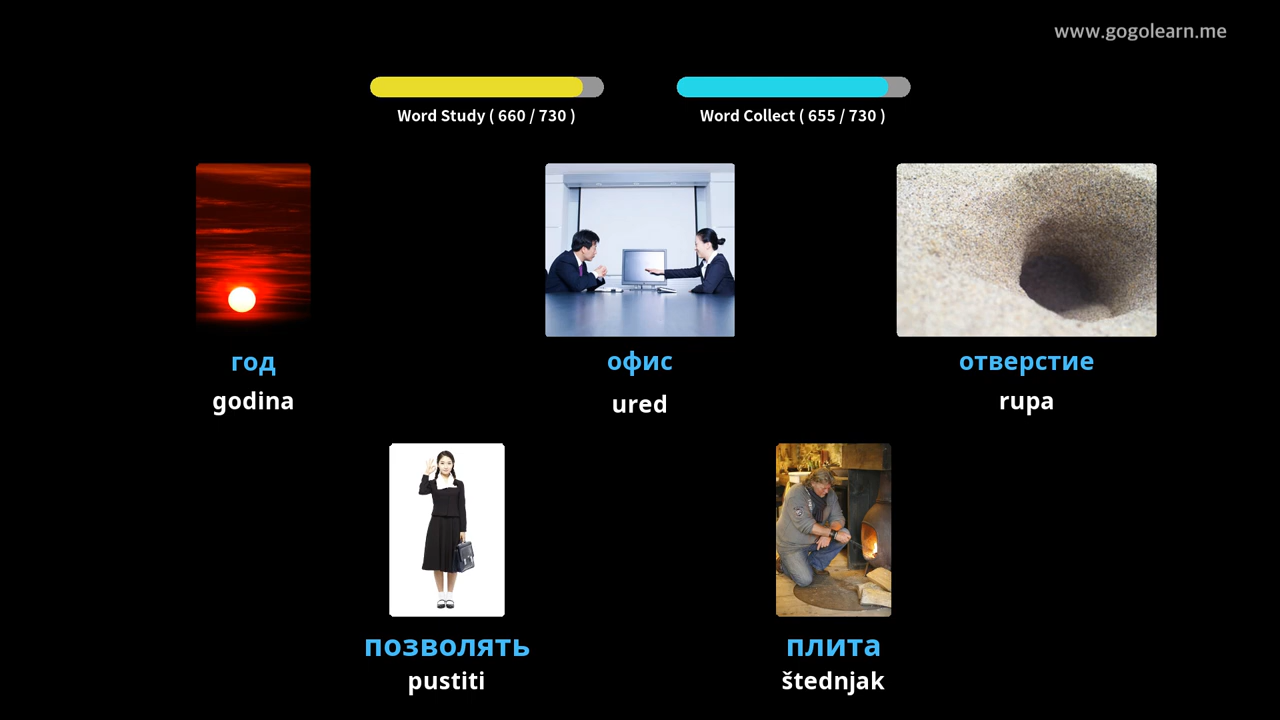 www.gogolearn.me
Word Study ( 660 / 730 )
Word Collect ( 655 / 730 )
год
godina
офис
ured
отверстие
rupa
позволять
pustiti
плита
štednjak